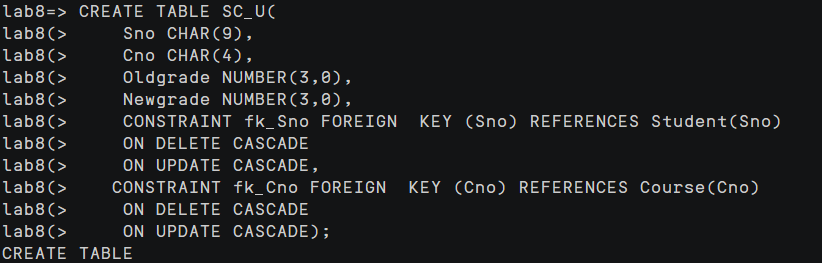 lab8=> CREATE TABLE SC_U(
lab8(>     Sno CHAR(9),
lab8(>     Cno CHAR(4),
lab8(>     Oldgrade NUMBER(3,0),
lab8(>     Newgrade NUMBER(3,0),
lab8(>     CONSTRAINT fk_Sno FOREIGN  KEY (Sno) REFERENCES Student(Sno)
lab8(>     ON DELETE CASCADE
lab8(>     ON UPDATE CASCADE,
lab8(>    CONSTRAINT fk_Cno FOREIGN  KEY (Cno) REFERENCES Course(Cno)
lab8(>     ON DELETE CASCADE
lab8(>     ON UPDATE CASCADE);
CREATE TABLE